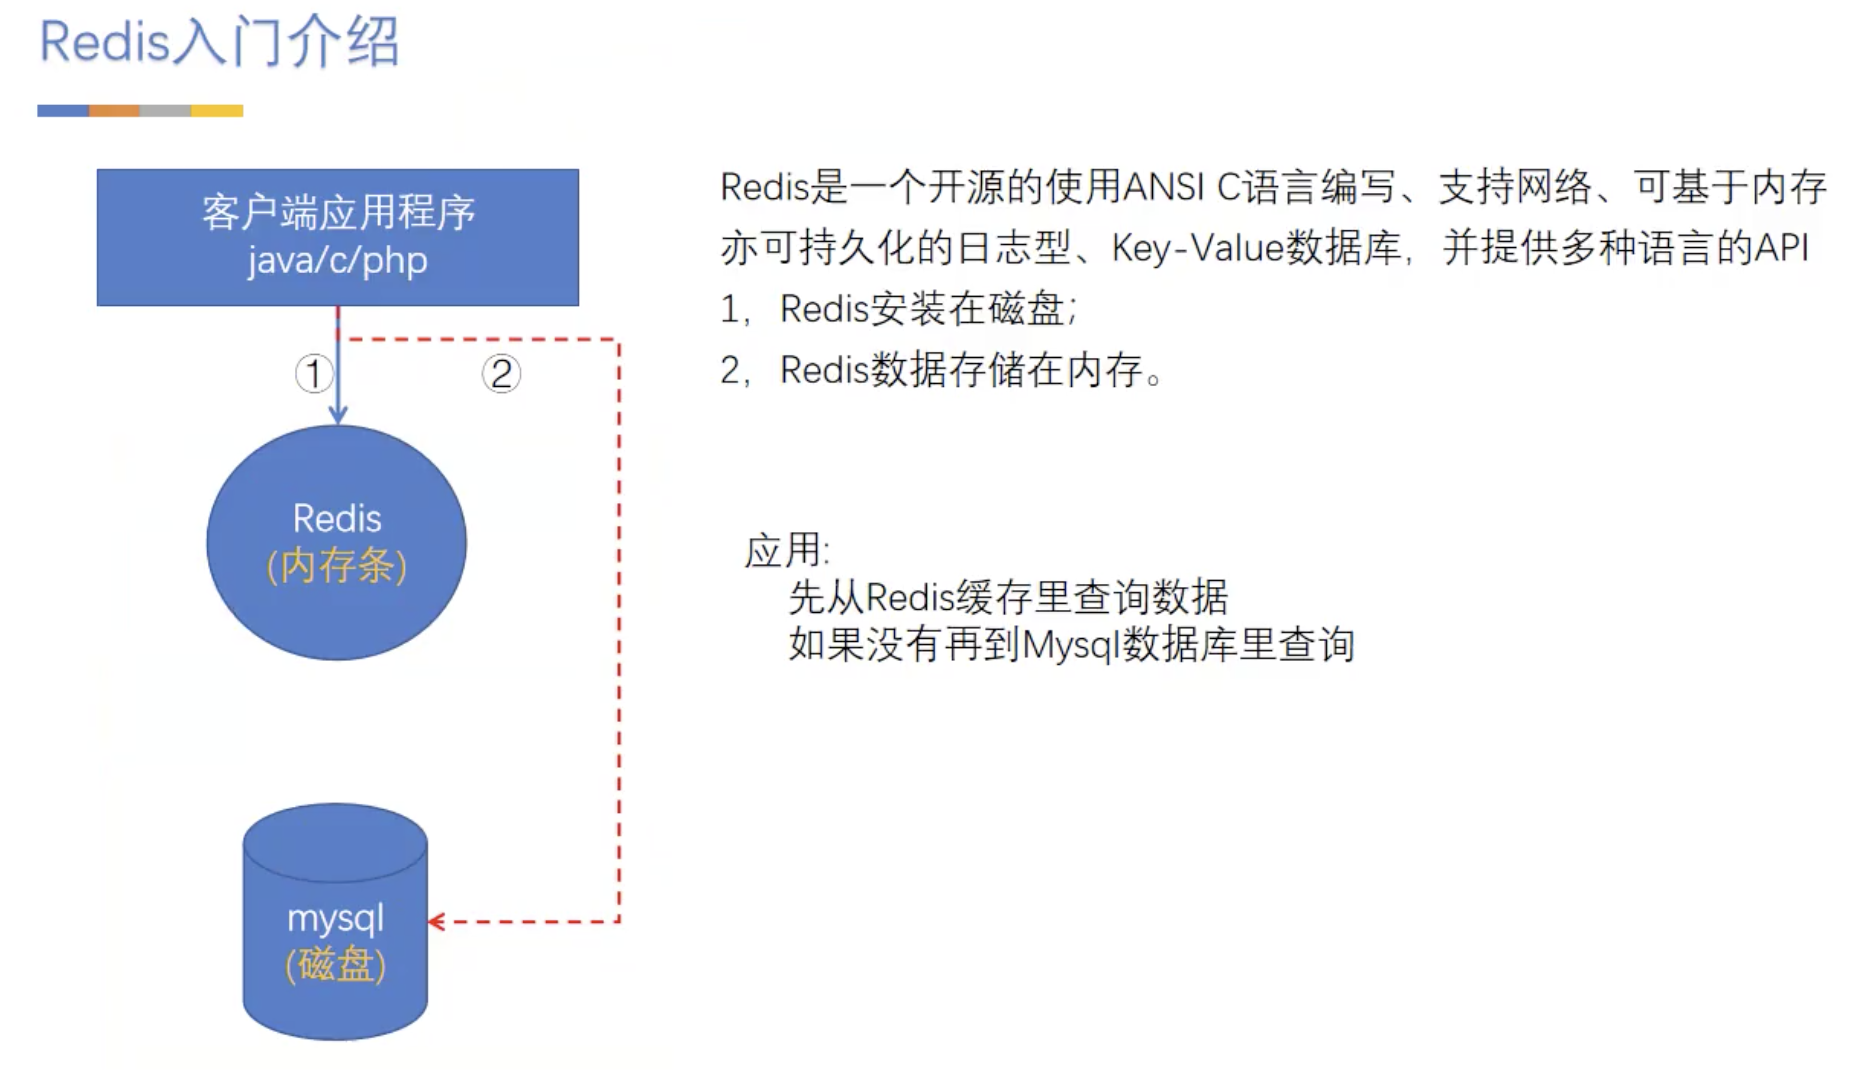 Redis入门介绍
客户端应用程序
java/c/php
①
②
Redis
(内存条)
mysql
(磁盘)
Redis是一个开源的使用ANSI C语言编写、支持网络、可基于内存
亦可持久化的日志型、Key-Value数据库，并提供多种语言的API
1，Redis安装在磁盘;
2，Redis数据存储在内存。
应用:
先从Redis缓存里查询数据
如果没有再到Mysql数据库里查询